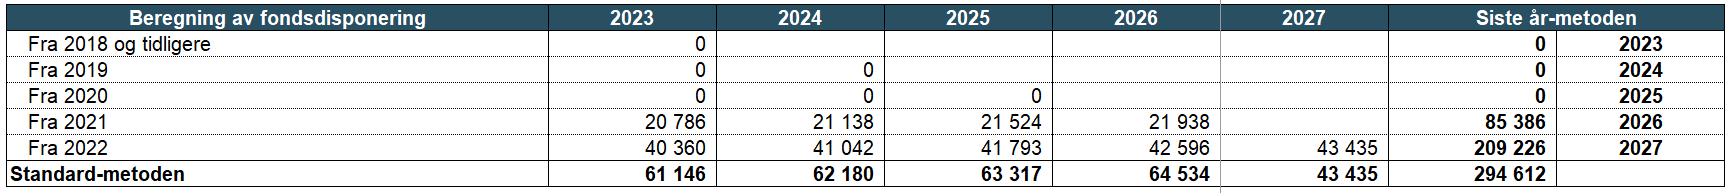 Beregning av fondsdisponering 2023 2024 2025 2026 2027 Siste år-metoden
Fra 2018 og tidligere 0 0 2023
Fra 2019 0 0 0 2024
Fra 2020 0 0 0 0 2025
Fra 2021 20 786 21 138 21 524 21 938 85 386 2026
Fra 2022 40 360 41 042 41 793 42 596 43 435 209 226 2027
Standard-metoden 61 146 62 180 63 317 64 534 43 435 294 612